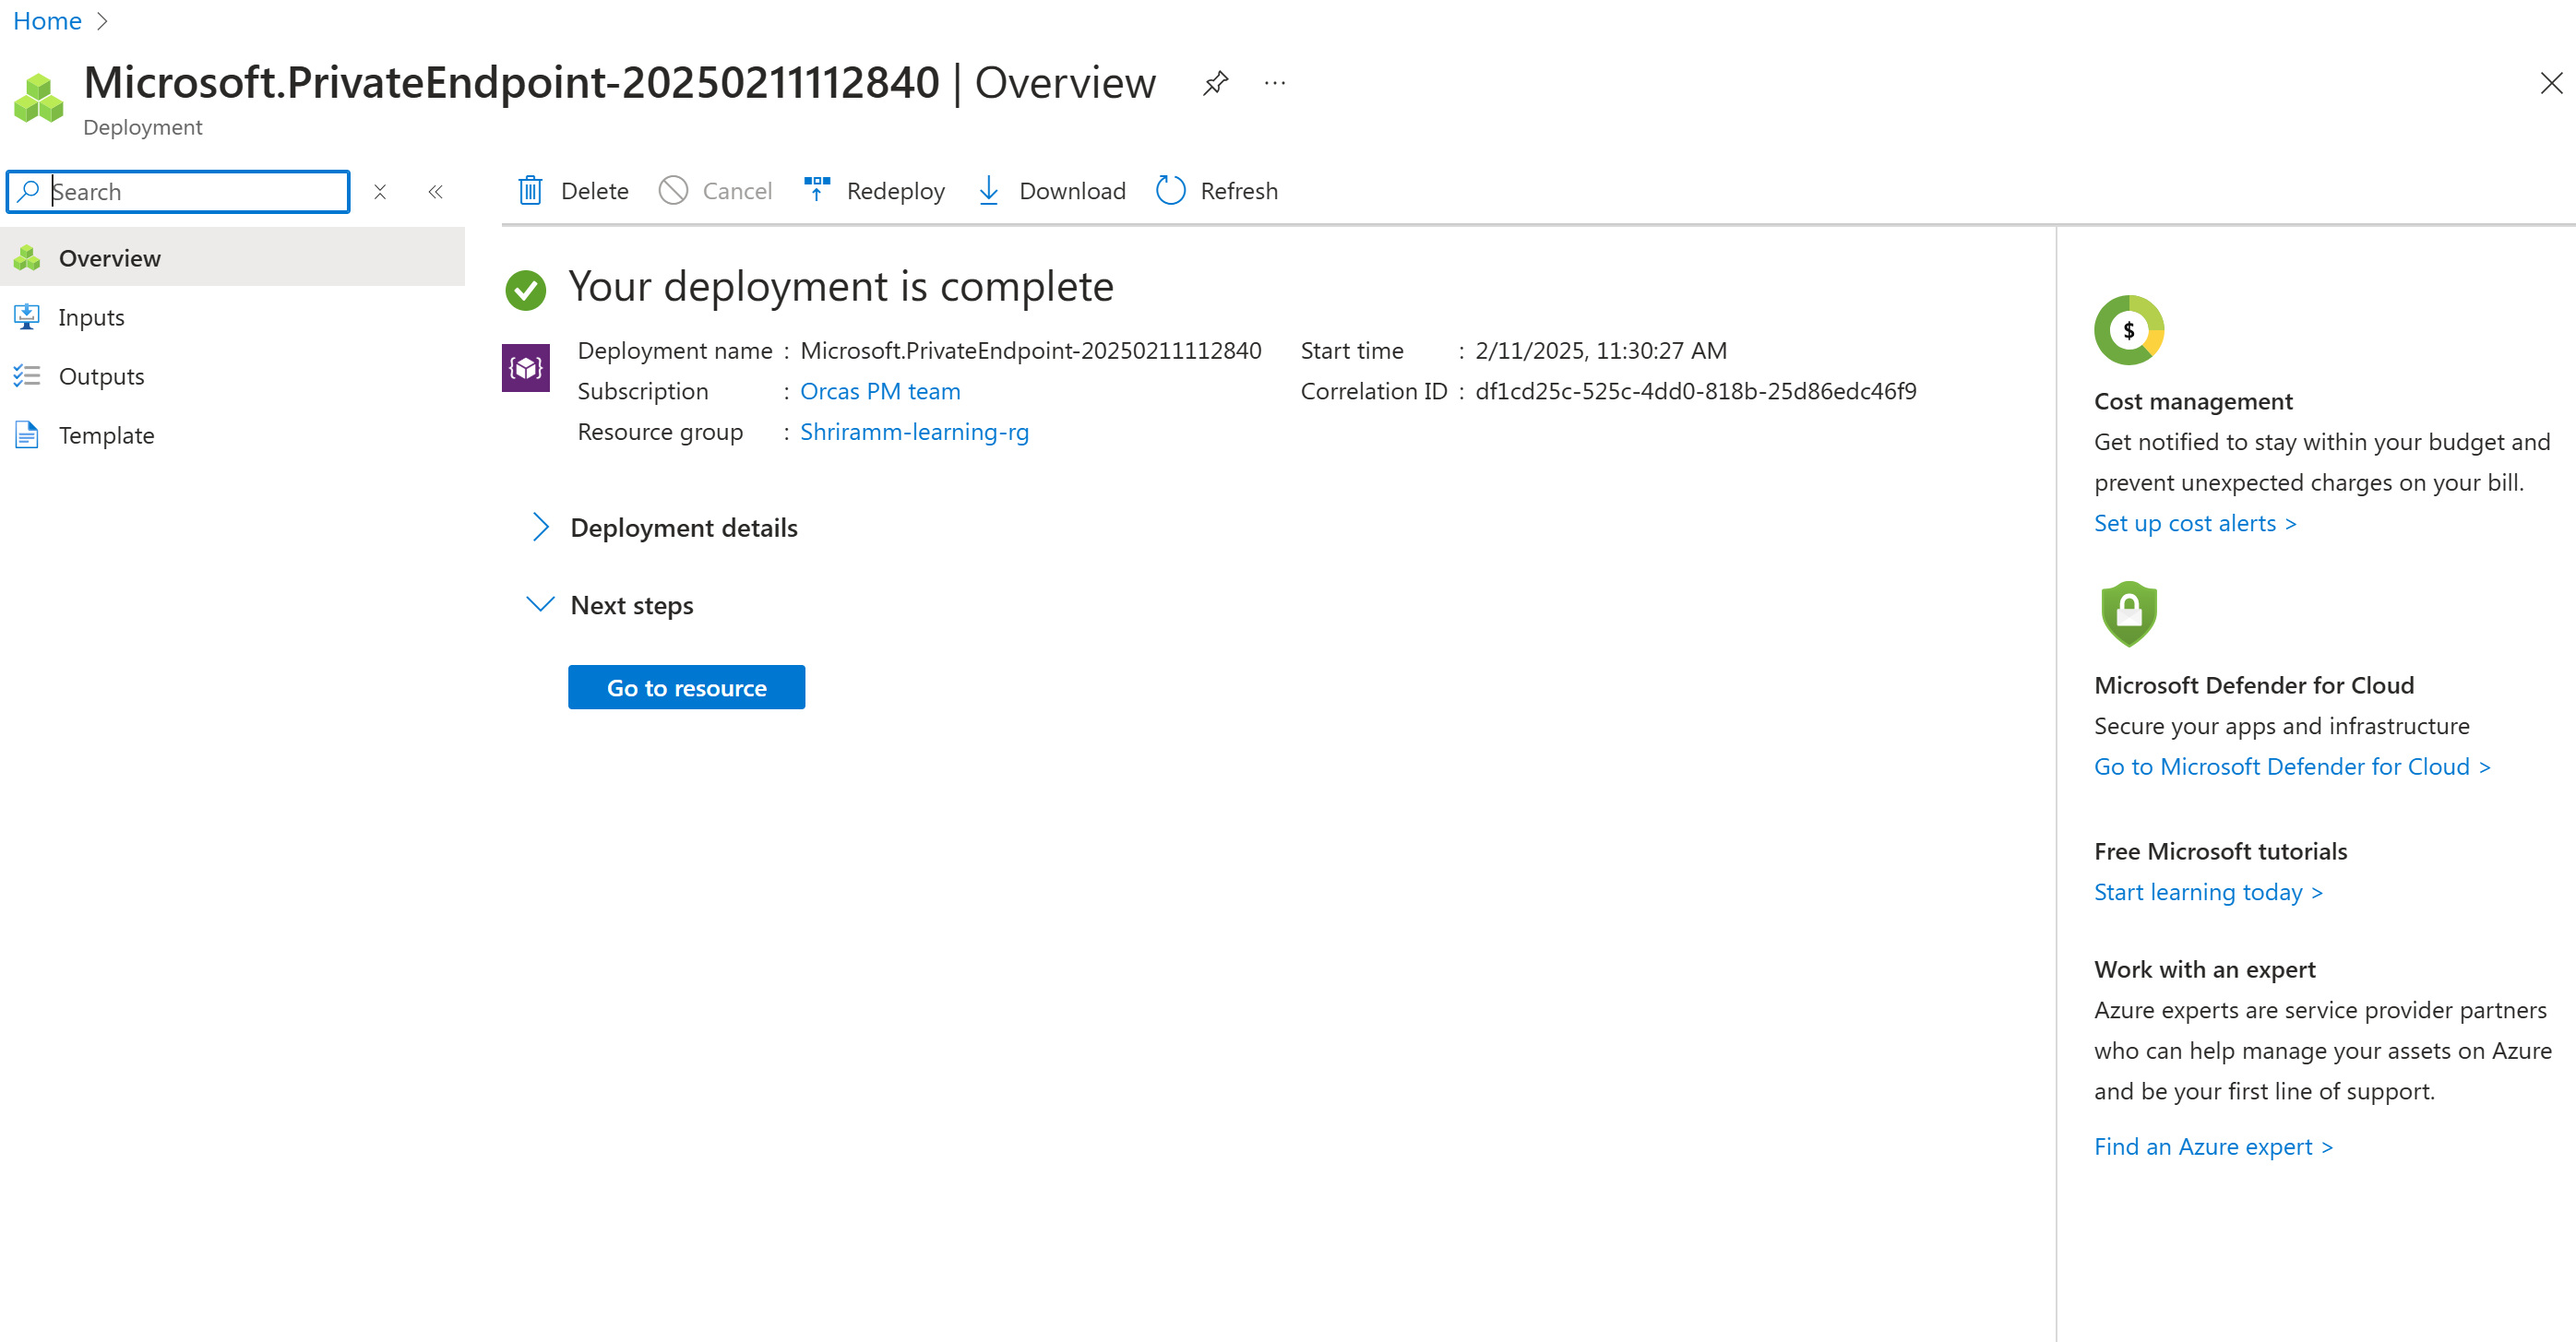 Home
Microsoft.PrivateEndpoint-20250211112840 | Overview
Deployment
Search
Delete
Cancel
Redeploy
Download
Refresh
Overview
Inputs
Outputs
Template
Your deployment is complete
Deployment name : Microsoft.PrivateEndpoint-20250211112840
Subscription : Orcas PM team
Resource group : Shriramm-learning-rg
Start time : 2/11/2025, 11:30:27 AM
Correlation ID : df1cd25c-525c-4dd0-818b-25d86edc46f9
Deployment details
Next steps
Go to resource
$
Cost management
Get notified to stay within your budget and
prevent unexpected charges on your bill.
Set up cost alerts >
Microsoft Defender for Cloud
Secure your apps and infrastructure
Go to Microsoft Defender for Cloud >
Free Microsoft tutorials
Start learning today >
Work with an expert
Azure experts are service provider partners
who can help manage your assets on Azure
and be your first line of support.
Find an Azure expert >